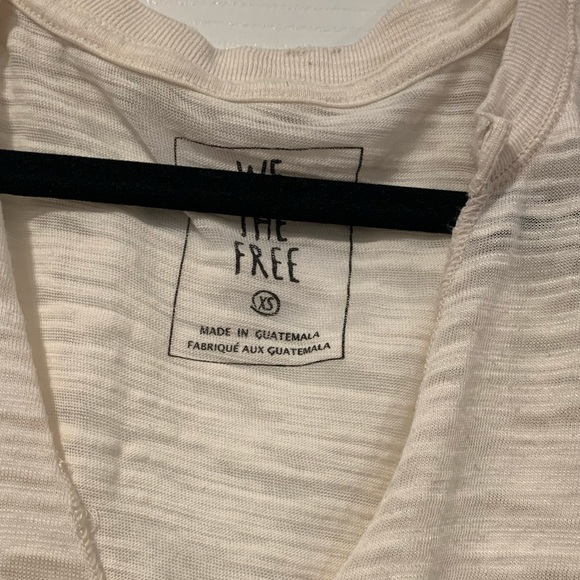 WE
THE
FREE
XS
MADE IN GUATEMALA
FABRIQUÉ AUX GUATEMALA